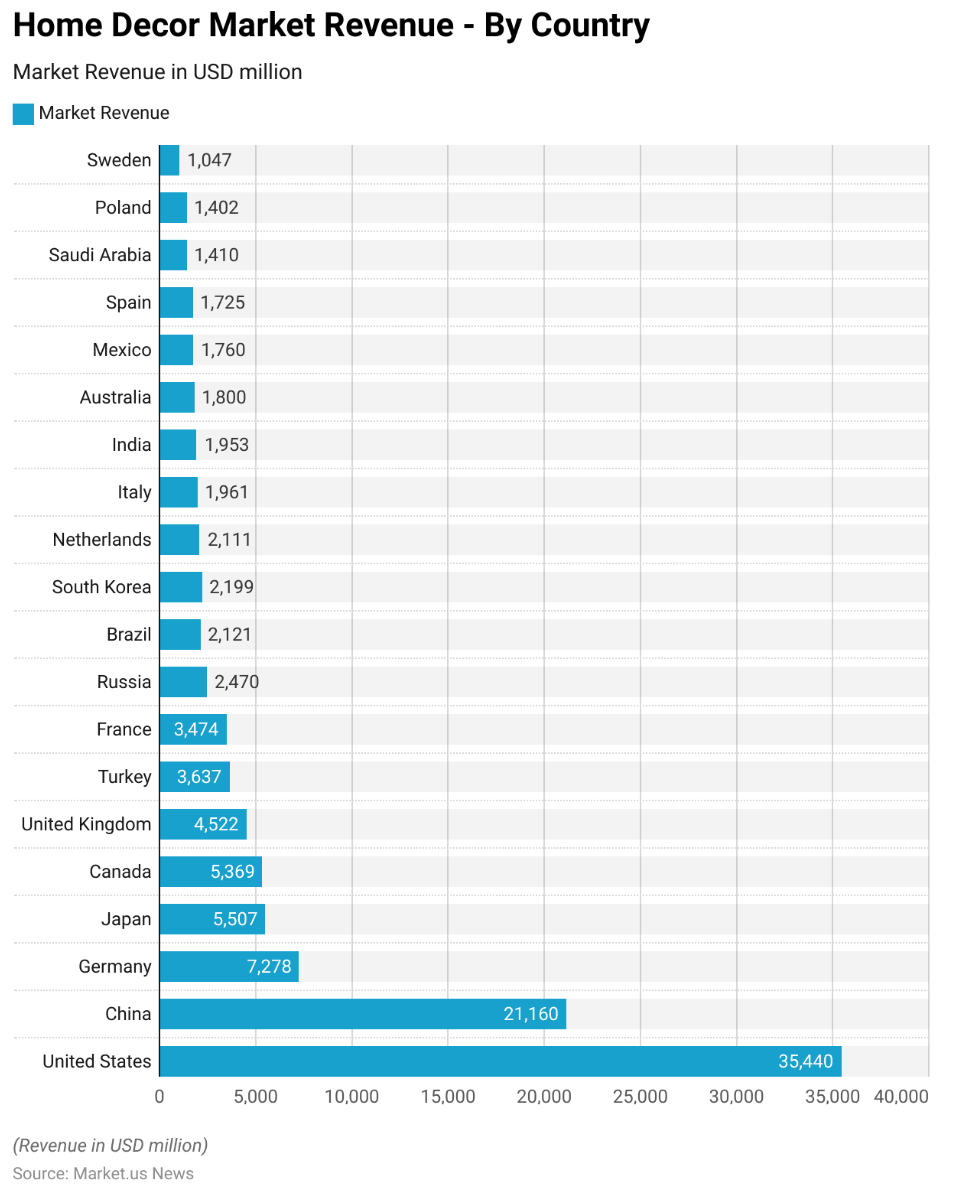 Home Decor Market Revenue - By Country
Market Revenue in USD million
Market Revenue
Sweden 1,047
Poland 1,402
Saudi Arabia 1,410
Spain 1,725
Mexico 1,760
Australia 1,800
India 1,953
Italy 1,961
Netherlands 2,111
South Korea 2,199
Brazil 2,121
Russia 2,470
France 3,474
Turkey 3,637
United Kingdom 4,522
Canada 5,369
Japan 5,507
Germany 7,278
China 21,160
United States 35,440
0 5,000 10,000 15,000 20,000 25,000 30,000 35,000 40,000
(Revenue in USD million)
Source: Market.us News